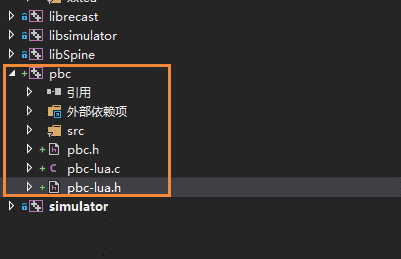 librecast
libsimulator
libSpine
pbc
引用
外部依赖项
src
pbc.h
pbc-lua.c
pbc-lua.h
simulator